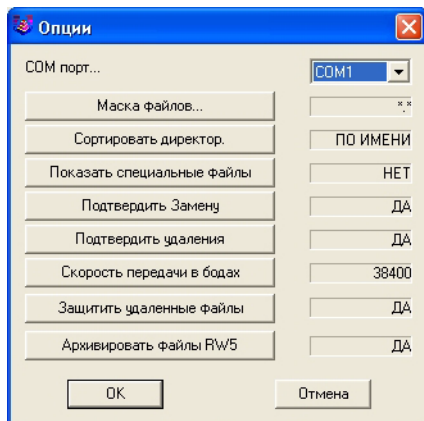 Опции
COM порт... COM1
Маска файлов... *.*
Сортировать директор. ПО ИМЕНИ
Показать специальные файлы НЕТ
Подтвердить Замену ДА
Подтвердить удаления ДА
Скорость передачи в бодах 38400
Защитить удаленные файлы ДА
Архивировать файлы RW5 ДА
OK Отмена